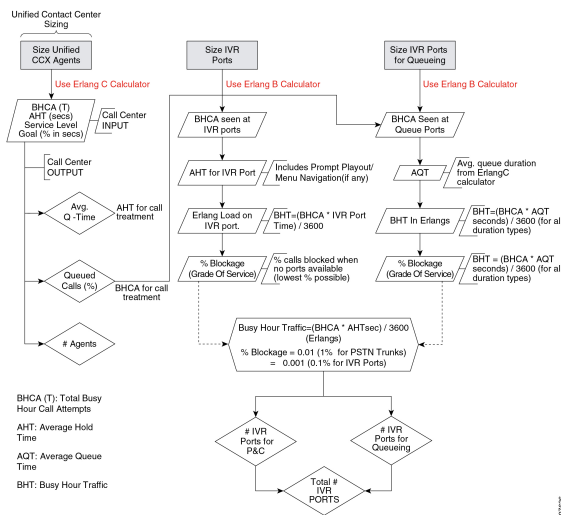 Unified Contact Center
Sizing
Size Unified
CCX Agents
Size IVR
Ports
Size IVR Ports
for Queueing
Use Erlang C Calculator
Use Erlang B Calculator
Use Erlang B Calculator
BHCA (T)
AHT (secs)
Service Level
Goal (% in secs)
Call Center
INPUT
BHCA seen at
IVR ports
BHCA Seen at
Queue Ports
Call Center
OUTPUT
AHT for IVR Port
Includes Prompt Playout/
Menu Navigation(if any)
AQT
Avg. queue duration
from ErlangC
calculator
Avg.
Q -Time
AHT for call
treatment
Erlang Load on
IVR port.
BHT=(BHCA * IVR Port
Time) / 3600
BHT In Erlangs
BHT=(BHCA * AQT
seconds) / 3600 (for al
duration types)
Queued
Calls (%)
BHCA for call
treatment
% Blockage
(Grade Of Service)
% calls blocked when
no ports available
(lowest % possible)
% Blockage
(Grade Of Service)
BHT = (BHCA * AQT
seconds) / 3600 (for al
duration types)
# Agents
Busy Hour Traffic=(BHCA * AHTsec) / 3600
(Erlangs)
% Blockage = 0.01 (1% for PSTN Trunks)
= 0.001 (0.1% for IVR Ports)
BHCA (T): Total Busy
Hour Call Attempts
AHT: Average Hold
Time
AQT: Average Queue
Time
BHT: Busy Hour Traffic
# IVR
Ports for
P&C
# IVR
Ports for
Queueing
Total #
IVR
PORTS